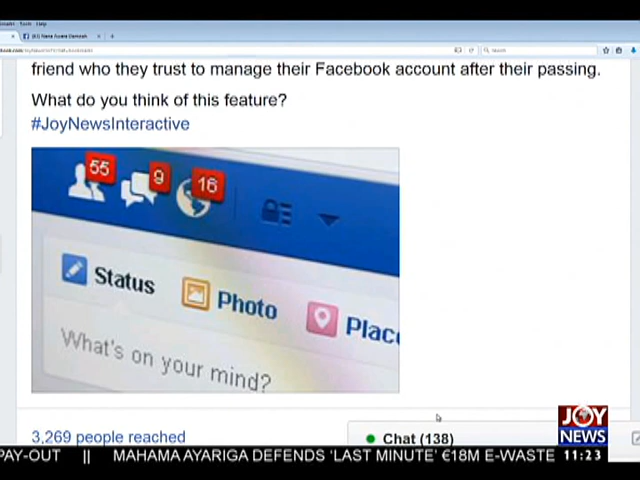 friend who they trust to manage their Facebook account after their passing.
What do you think of this feature?
#JoyNewsInteractive
55
9
16
Status
Photo
Plac
What's on your mind?
3,269 people reached
Chat (138)
JOY
NEWS
PAY-OUT || MAHAMA AYARIGA DEFENDS 'LAST MINUTE' €18M E-WASTE
11:23